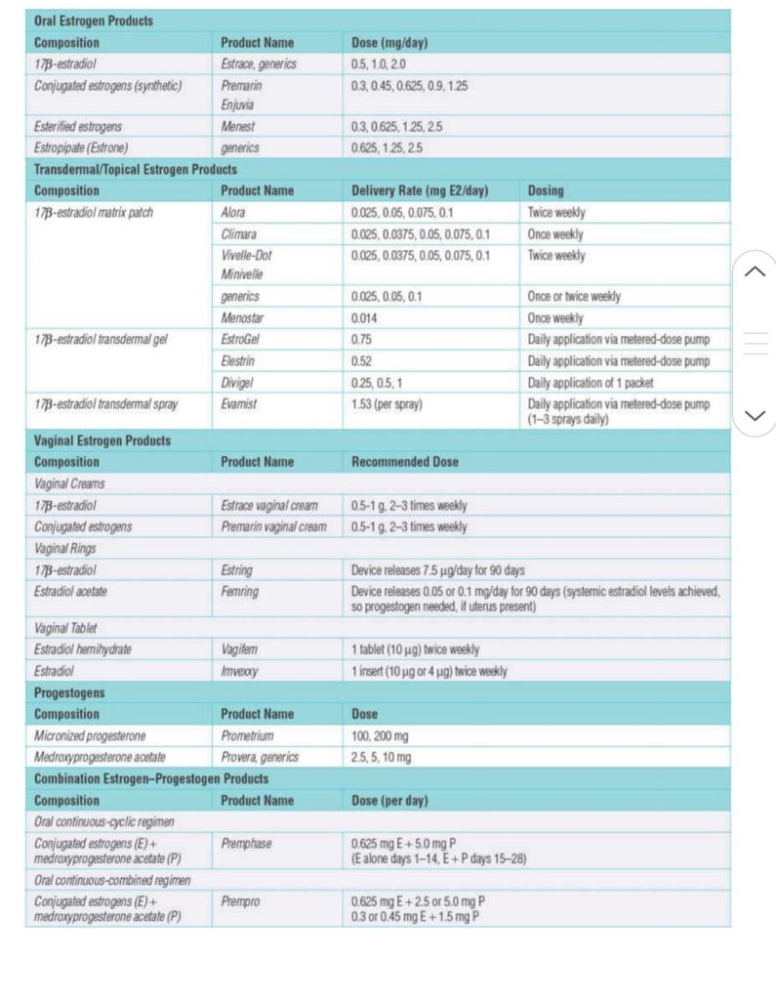 Oral Estrogen Products
Composition Product Name Dose (mg/day)
17β-estradiol Estrace, generics 0.5, 1.0, 2.0
Conjugated estrogens (synthetic) Premarin 0.3, 0.45, 0.625, 0.9, 1.25
Enjuvia
Esterified estrogens Menest 0.3, 0.625, 1.25, 2.5
Estropipate (Estrone) generics 0.625, 1.25, 2.5
Transdermal/Topical Estrogen Products
Composition Product Name Delivery Rate (mg E2/day) Dosing
17β-estradiol matrix patch Alora 0.025, 0.05, 0.075, 0.1 Twice weekly
Climara 0.025, 0.0375, 0.05, 0.075, 0.1 Once weekly
Vivelle-Dot 0.025, 0.0375, 0.05, 0.075, 0.1 Twice weekly
Minivelle
generics 0.025, 0.05, 0.1 Once or twice weekly
Menostar 0.014 Once weekly
17β-estradiol transdermal gel EstroGel 0.75 Daily application via metered-dose pump
Elestrin 0.52 Daily application via metered-dose pump
Divigel 0.25, 0.5, 1 Daily application of 1 packet
17β-estradiol transdermal spray Evamist 1.53 (per spray) Daily application via metered-dose pump
(1–3 sprays daily)
Vaginal Estrogen Products
Composition Product Name Recommended Dose
Vaginal Creams
17β-estradiol Estrace vaginal cream 0.5-1 g, 2–3 times weekly
Conjugated estrogens Premarin vaginal cream 0.5-1 g, 2–3 times weekly
Vaginal Rings
17β-estradiol Estring Device releases 7.5 µg/day for 90 days
Estradiol acetate Femring Device releases 0.05 or 0.1 mg/day for 90 days (systemic estradiol levels achieved,
so progestogen needed, if uterus present)
Vaginal Tablet
Estradiol hemihydrate Vagifem 1 tablet (10 µg) twice weekly
Estradiol Imvexxy 1 insert (10 µg or 4 µg) twice weekly
Progestogens
Composition Product Name Dose
Micronized progesterone Prometrium 100, 200 mg
Medroxyprogesterone acetate Provera, generics 2.5, 5, 10 mg
Combination Estrogen–Progestogen Products
Composition Product Name Dose (per day)
Oral continuous-cyclic regimen
Conjugated estrogens (E) + Premphase 0.625 mg E + 5.0 mg P
medroxyprogesterone acetate (P) (E alone days 1–14, E + P days 15–28)
Oral continuous-combined regimen
Conjugated estrogens (E) + Prempro 0.625 mg E + 2.5 or 5.0 mg P
medroxyprogesterone acetate (P) 0.3 or 0.45 mg E + 1.5 mg P